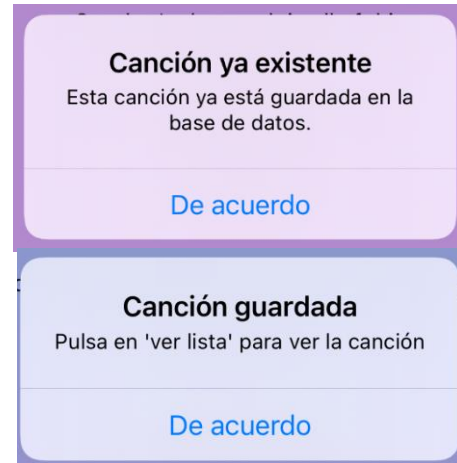 Canción ya existente
Esta canción ya está guardada en la
base de datos.
De acuerdo
Canción guardada
Pulsa en 'ver lista' para ver la canción
De acuerdo